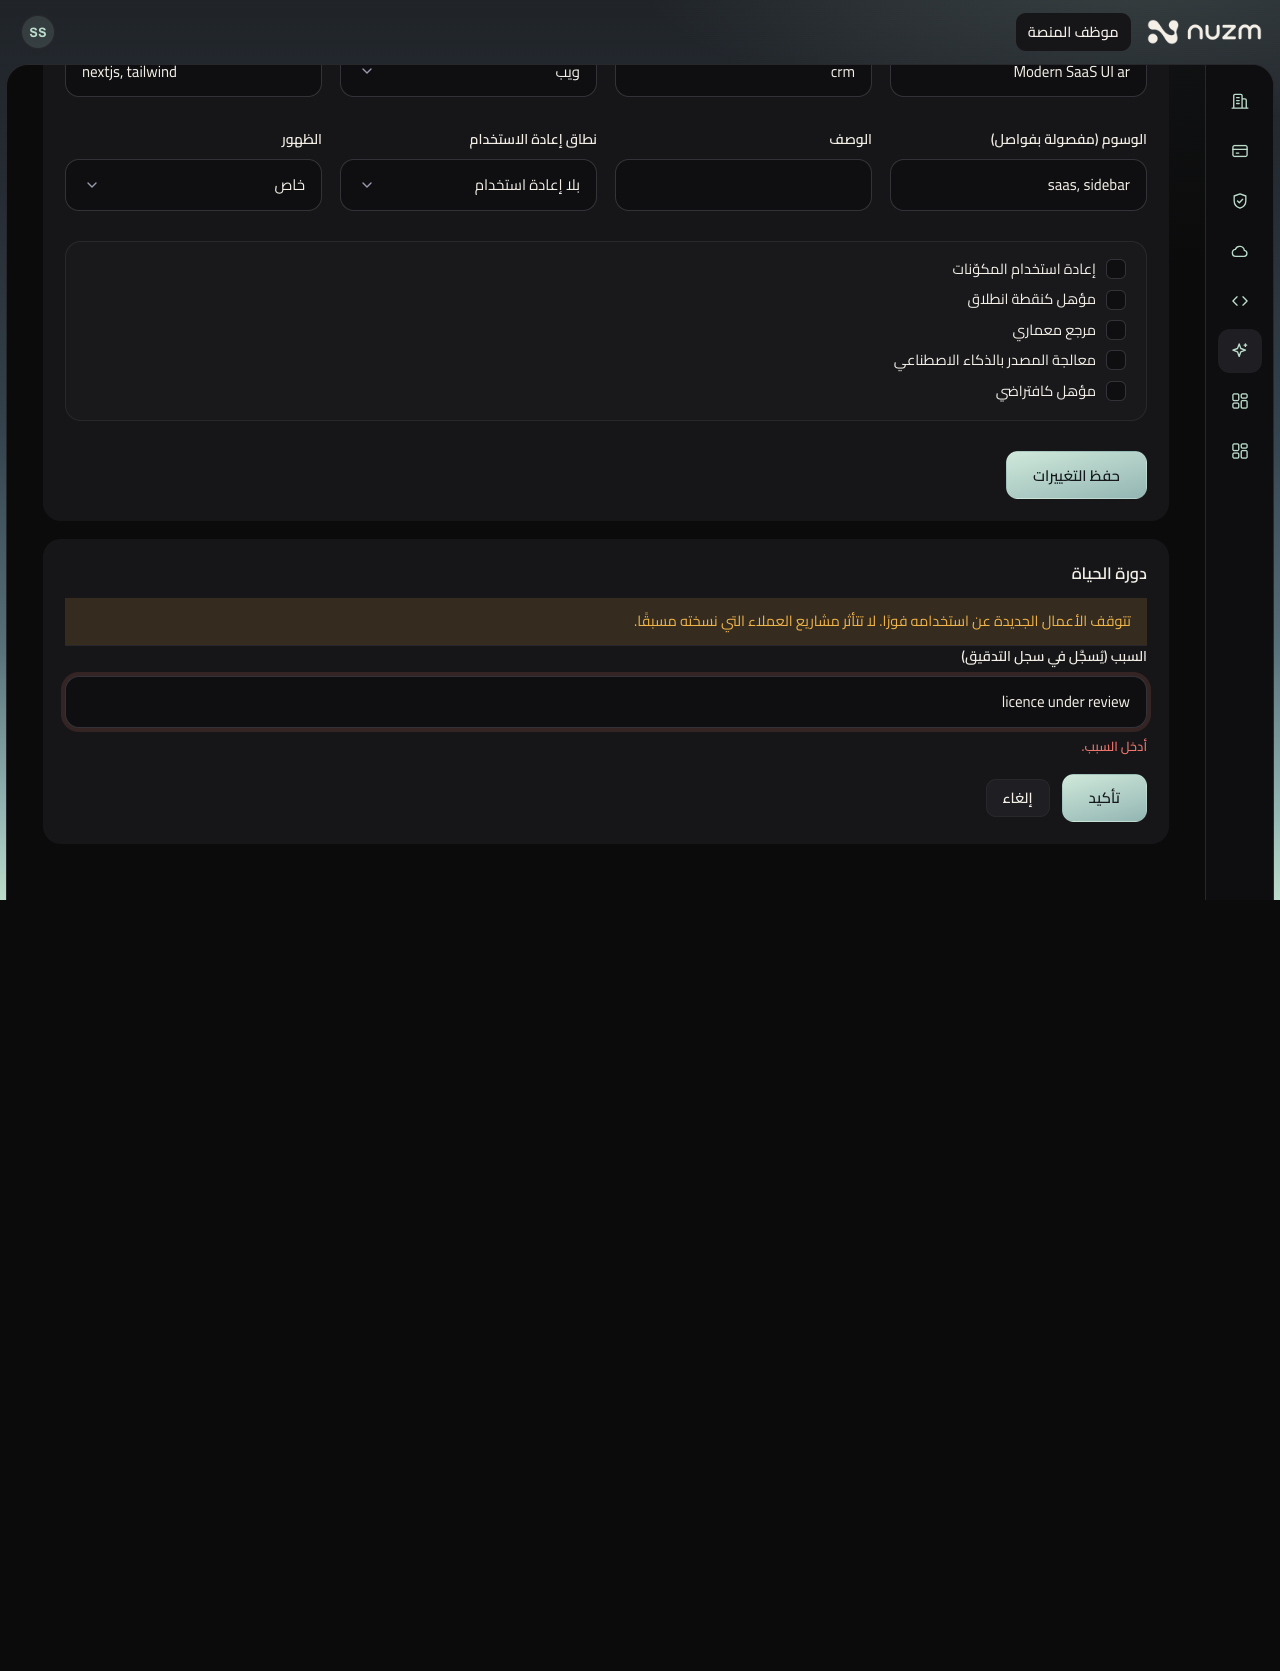 nuzm
موظف المنصة
SS
Modern SaaS UI ar
crm
ويب
nextjs, tailwind
الوسوم (مفصولة بفواصل)
الوصف
نطاق إعادة الاستخدام
الظهور
saas, sidebar
بلا إعادة استخدام
خاص
إعادة استخدام المكوّنات
مؤهل كنقطة انطلاق
مرجع معماري
معالجة المصدر بالذكاء الاصطناعي
مؤهل كافتراضي
حفظ التغييرات
دورة الحياة
تتوقف الأعمال الجديدة عن استخدامه فورًا. لا تتأثر مشاريع العملاء التي نسخته مسبقًا.
السبب (يُسجَّل في سجل التدقيق)
licence under review
أدخل السبب.
تأكيد
إلغاء